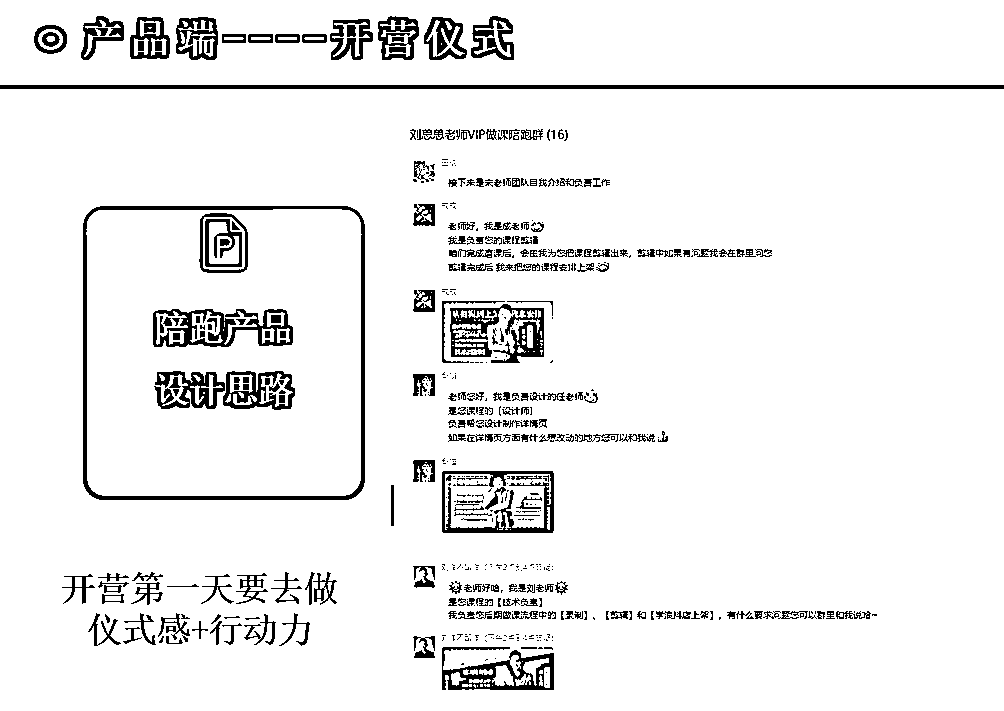 产品端----开营仪式
刘思思老师VIP做课陪跑群 (16)
接下来是宋老师团队自我介绍和负责工作
老师好，我是成老师
我是负责您的课程剪辑
咱们完成磨课后，会由我为您把课程剪辑出来，剪辑中如果有问题我会在群里问您
剪辑完成后 我来把您的课程安排上架
陪跑产品
设计思路
老师您好，我是负责设计的任老师
是您课程的【设计师】
负责帮您设计制作详情页
如果在详情页方面有什么想改动的地方您可以和我说
开营第一天要去做
仪式感+行动力
老师好哈，我是刘老师
是您课程的【技术负责】
我负责您后期做课流程中的【录制】、【剪辑】和【学浪抖店上架】，有什么要求问题您可以群里和我说哈~